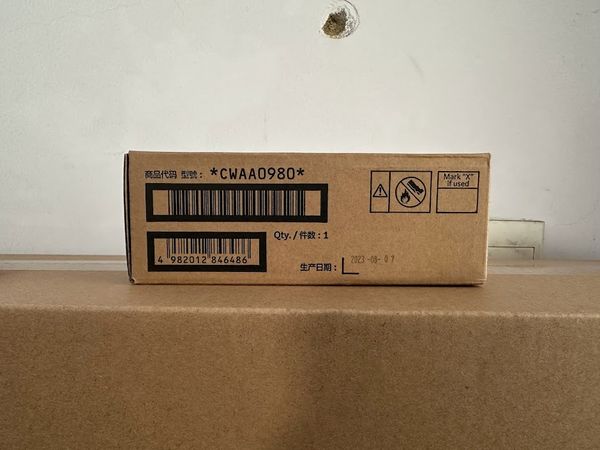 商品代码 型號： *CWAA0980*
Mark "X"
if used
Qty./件数：1
4 982012 846486
生产日期： 2023-08-07